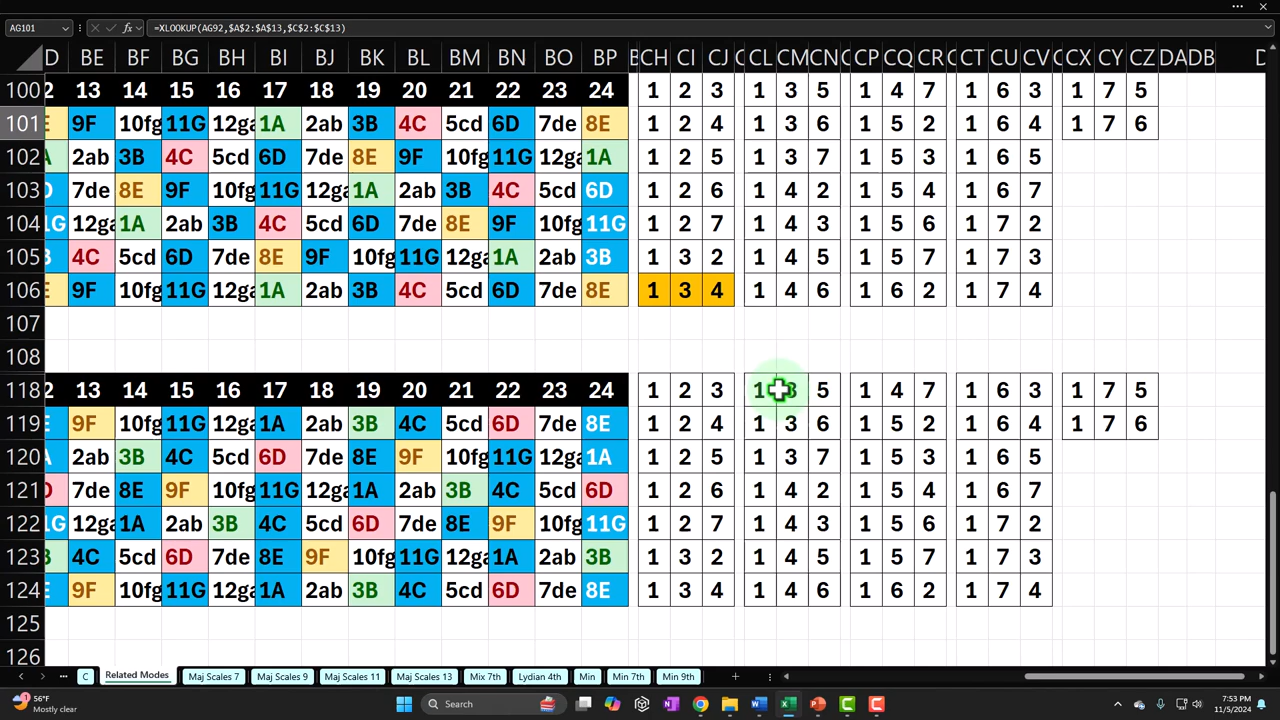 AG101 fx =XLOOKUP(AG92,$A$2:$A$13,$C$2:$C$13)
D BE BF BG BH BI BJ BK BL BM BN BO BP CH CI CJ C CL CM CN C CP CQ CR C CT CU CV C CX CY CZ DA DB D
100 2 13 14 15 16 17 18 19 20 21 22 23 24 1 2 3 1 3 5 1 4 7 1 6 3 1 7 5
101 E 9F 10fg 11G 12ga 1A 2ab 3B 4C 5cd 6D 7de 8E 1 2 4 1 3 6 1 5 2 1 6 4 1 7 6
102 A 2ab 3B 4C 5cd 6D 7de 8E 9F 10fg 11G 12ga 1A 1 2 5 1 3 7 1 5 3 1 6 5
103 D 7de 8E 9F 10fg 11G 12ga 1A 2ab 3B 4C 5cd 6D 1 2 6 1 4 2 1 5 4 1 6 7
104 1G 12ga 1A 2ab 3B 4C 5cd 6D 7de 8E 9F 10fg 11G 1 2 7 1 4 3 1 5 6 1 7 2
105 B 4C 5cd 6D 7de 8E 9F 10fg 11G 12ga 1A 2ab 3B 1 3 2 1 4 5 1 5 7 1 7 3
106 E 9F 10fg 11G 12ga 1A 2ab 3B 4C 5cd 6D 7de 8E 1 3 4 1 4 6 1 6 2 1 7 4
107
108
118 2 13 14 15 16 17 18 19 20 21 22 23 24 1 2 3 1 3 5 1 4 7 1 6 3 1 7 5
119 E 9F 10fg 11G 12ga 1A 2ab 3B 4C 5cd 6D 7de 8E 1 2 4 1 3 6 1 5 2 1 6 4 1 7 6
120 A 2ab 3B 4C 5cd 6D 7de 8E 9F 10fg 11G 12ga 1A 1 2 5 1 3 7 1 5 3 1 6 5
121 D 7de 8E 9F 10fg 11G 12ga 1A 2ab 3B 4C 5cd 6D 1 2 6 1 4 2 1 5 4 1 6 7
122 1G 12ga 1A 2ab 3B 4C 5cd 6D 7de 8E 9F 10fg 11G 1 2 7 1 4 3 1 5 6 1 7 2
123 B 4C 5cd 6D 7de 8E 9F 10fg 11G 12ga 1A 2ab 3B 1 3 2 1 4 5 1 5 7 1 7 3
124 E 9F 10fg 11G 12ga 1A 2ab 3B 4C 5cd 6D 7de 8E 1 3 4 1 4 6 1 6 2 1 7 4
125
126
C Related Modes Maj Scales 7 Maj Scales 9 Maj Scales 11 Maj Scales 13 Mix 7th Lydian 4th Min Min 7th Min 9th
56°F Search 7:53 PM
Mostly clear 11/5/2024